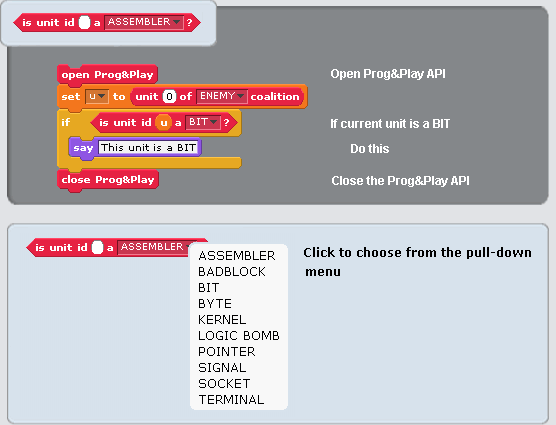 is unit id a ASSEMBLER ?
open Prog&Play Open Prog&Play API
set u to unit 0 of ENEMY coalition
if is unit id u a BIT ? If current unit is a BIT
say This unit is a BIT Do this
close Prog&Play Close the Prog&Play API
is unit id a ASSEMBLER
Click to choose from the pull-down
menu
ASSEMBLER
BADBLOCK
BIT
BYTE
KERNEL
LOGIC BOMB
POINTER
SIGNAL
SOCKET
TERMINAL